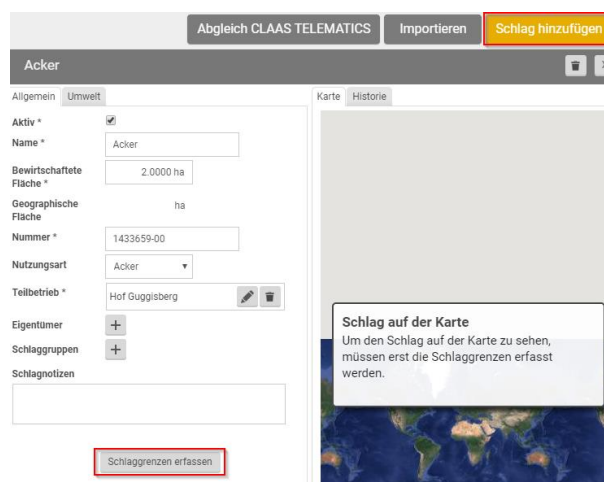 Abgleich CLAAS TELEMATICS Importieren Schlag hinzufügen
Acker
Allgemein Umwelt
Karte Historie
Aktiv *
Name * Acker
Bewirtschaftete
Fläche * 2.0000 ha
Geographische
Fläche ha
Nummer * 1433659-00
Nutzungsart Acker
Teilbetrieb * Hof Guggisberg
Eigentümer
Schlaggruppen
Schlagnotizen
Schlaggrenzen erfassen
Schlag auf der Karte
Um den Schlag auf der Karte zu sehen,
müssen erst die Schlaggrenzen erfasst
werden.